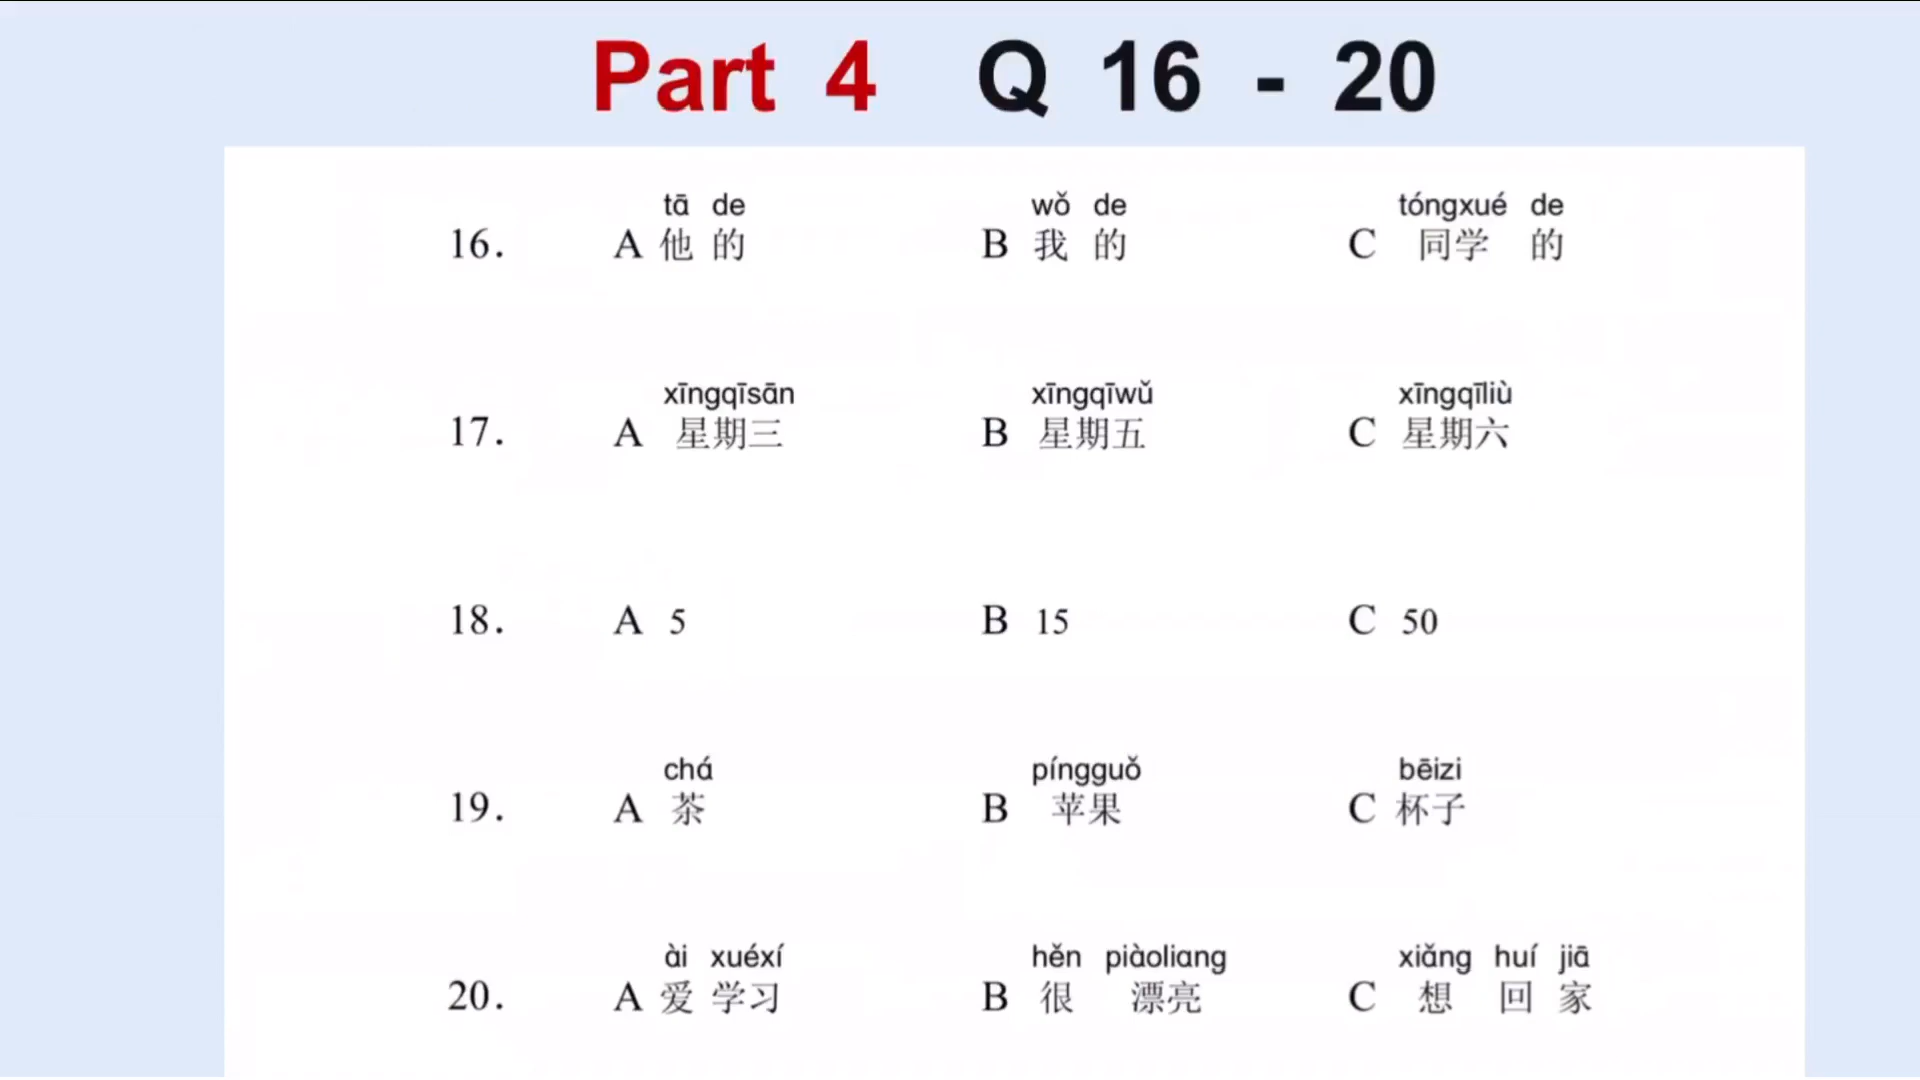 Part 4 Q 16 - 20
tā de wǒ de tóngxué de
16. A 他 的 B 我 的 C 同学 的
xīngqīsān xīngqīwǔ xīngqīliù
17. A 星期三 B 星期五 C 星期六
18. A 5 B 15 C 50
chá píngguǒ bēizi
19. A 茶 B 苹果 C 杯子
ài xuéxí hěn piàoliang xiǎng huí jiā
20. A 爱 学习 B 很 漂亮 C 想 回 家